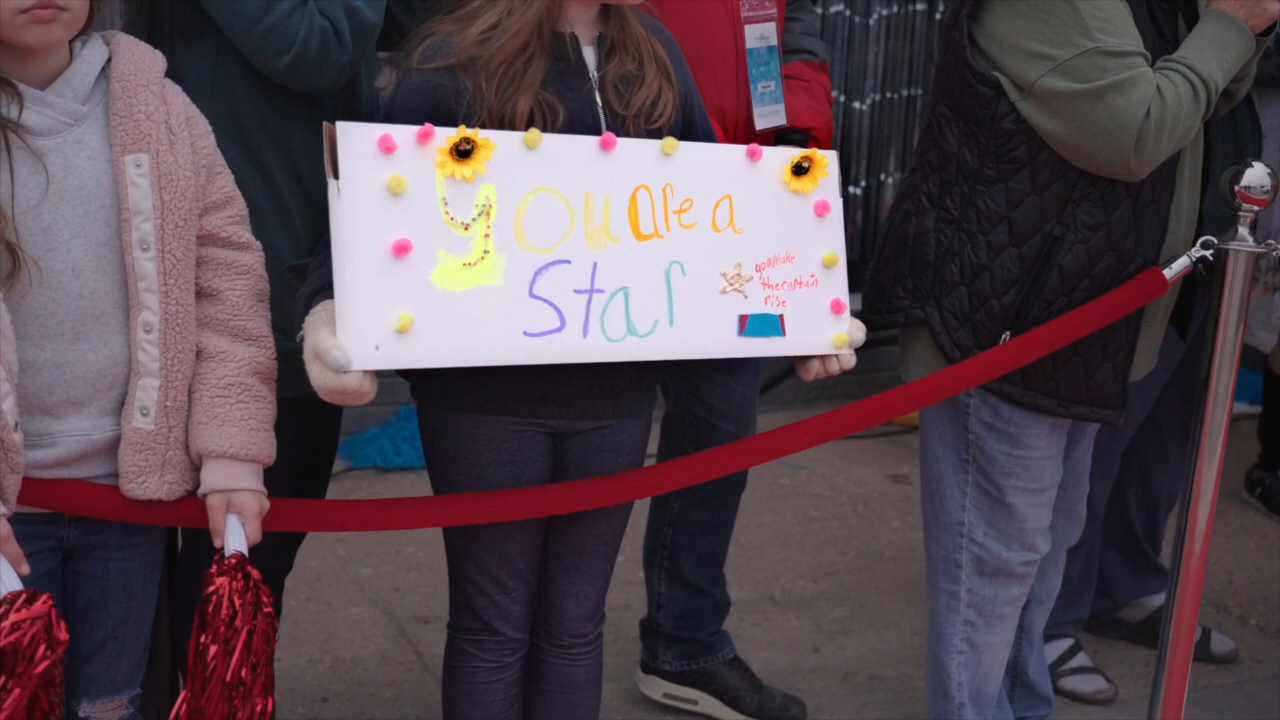 you are a
Star
you make
the curtain
rise